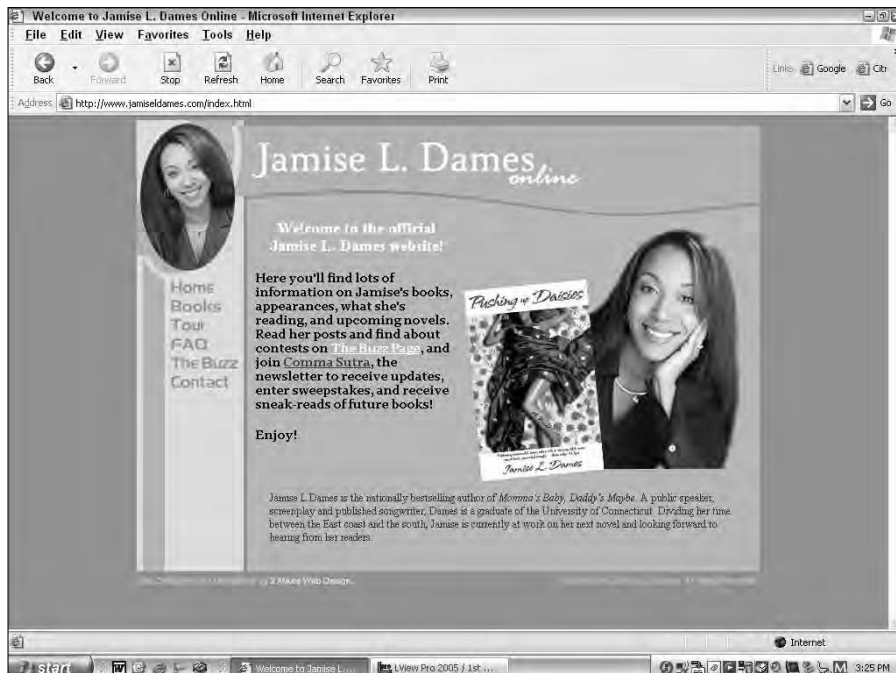 Welcome to Jamise L. Dames Online - Microsoft Internet Explorer
File Edit View Favorites Tools Help
Back Forward Stop Refresh Home Search Favorites Print
Links Google Citr
Address http://www.jamiseldames.com/index.html Go
Jamise L. Dames
online
Welcome to the official
Jamise L. Dames website!
Here you'll find lots of
information on Jamise's books,
appearances, what she's
reading, and upcoming novels.
Read her posts and find about
contests on The Buzz Page, and
join Comma Sutra, the
newsletter to receive updates,
enter sweepstakes, and receive
sneak-reads of future books!
Enjoy!
Home
Books
Tour
FAQ
The Buzz
Contact
Pushing up Daisies
Jamise L. Dames
Jamise L Dames is the nationally bestselling author of Momma's Baby, Daddy's Maybe. A public speaker,
screenplay and published songwriter, Dames is a graduate of the University of Connecticut. Dividing her time
between the East coast and the south, Jamise is currently at work on her next novel and looking forward to
hearing from her readers.
by 2 Mikes Web Design.
Internet
start Welcome to Jamise L.... LView Pro 2005 / 1st ... 3:25 PM